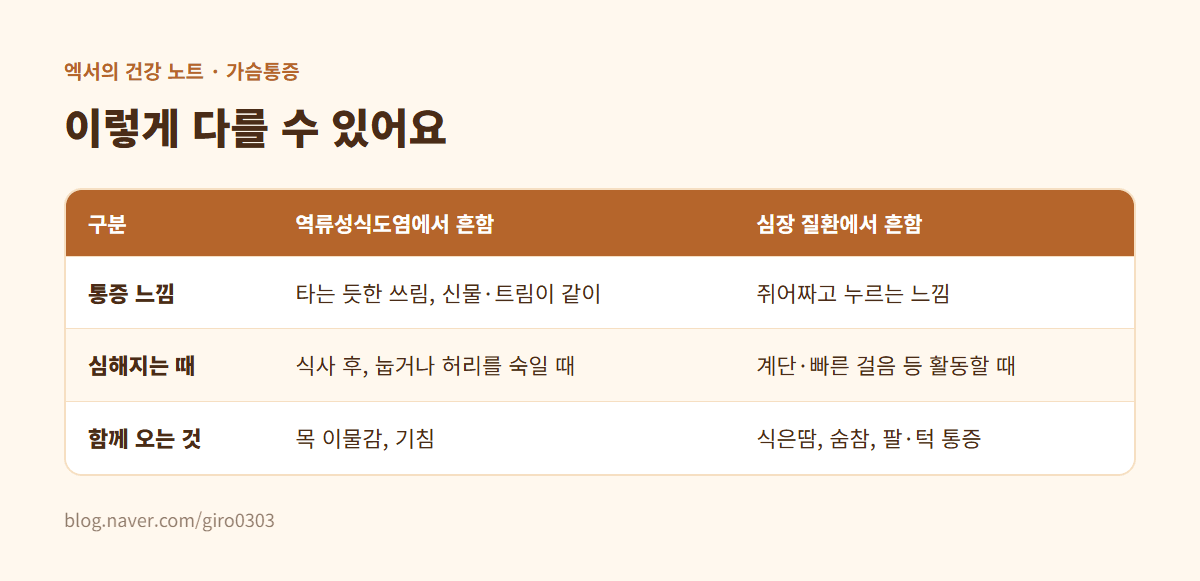 엑서의 건강 노트 · 가슴통증
이렇게 다를 수 있어요
구분 역류성식도염에서 흔함 심장 질환에서 흔함
통증 느낌 타는 듯한 쓰림, 신물·트림이 같이 쥐어짜고 누르는 느낌
심해지는 때 식사 후, 눕거나 허리를 숙일 때 계단·빠른 걸음 등 활동할 때
함께 오는 것 목 이물감, 기침 식은땀, 숨참, 팔·턱 통증
blog.naver.com/giro0303